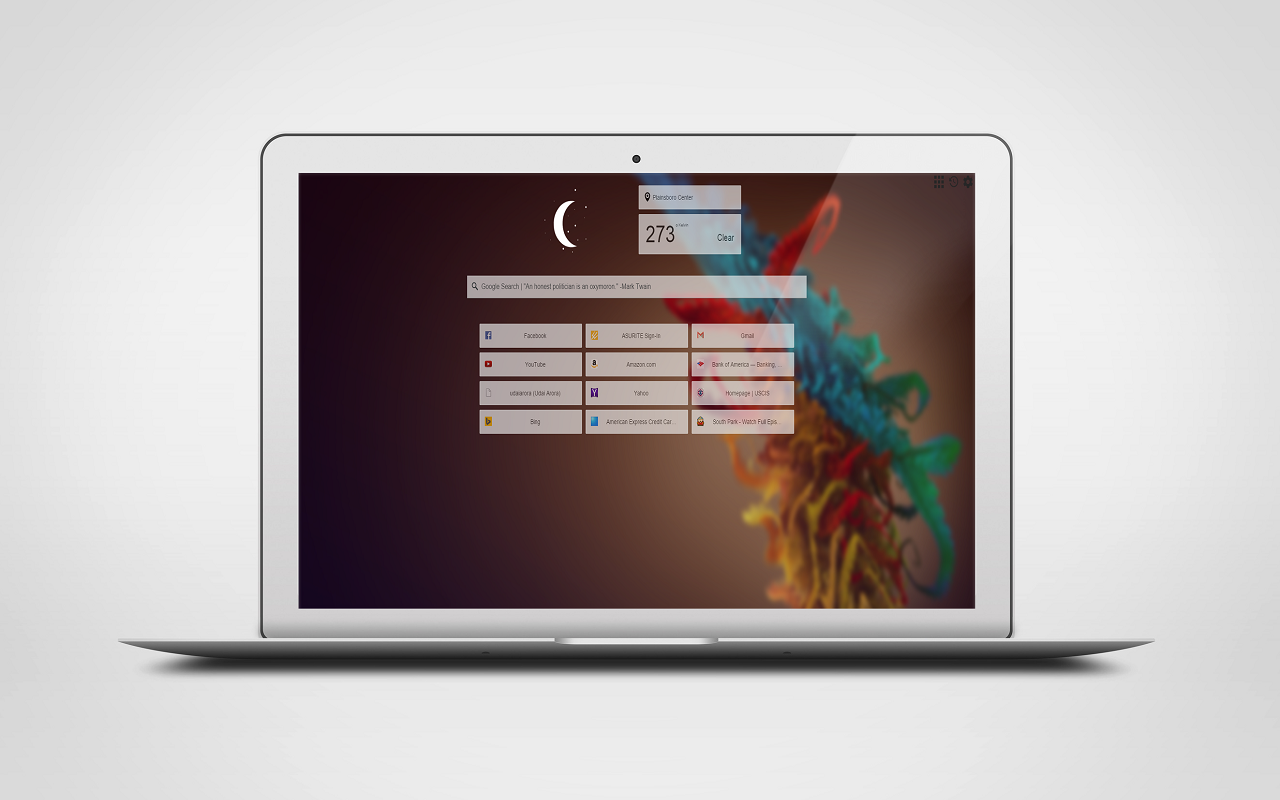 Plainsboro Center
273
Clear
Google Search | "An honest politician is an oxymoron." -Mark Twain
Facebook
ASURITE Sign-In
Gmail
YouTube
Amazon.com
Bank of America — Banking, ...
udaiarora (Udai Arora)
Yahoo
Homepage | USCIS
Bing
American Express Credit Car...
South Park - Watch Full Epis...